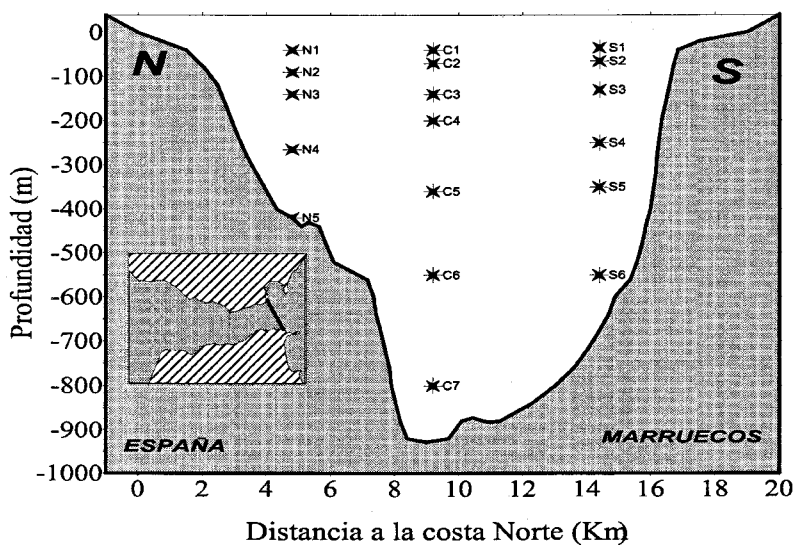 Profundidad (m)
0
-100
-200
-300
-400
-500
-600
-700
-800
-900
-1000
N
S
N1
N2
N3
N4
N5
C1
C2
C3
C4
C5
C6
C7
S1
S2
S3
S4
S5
S6
ESPAÑA
MARRUECOS
0 2 4 6 8 10 12 14 16 18 20
Distancia a la costa Norte (Km)